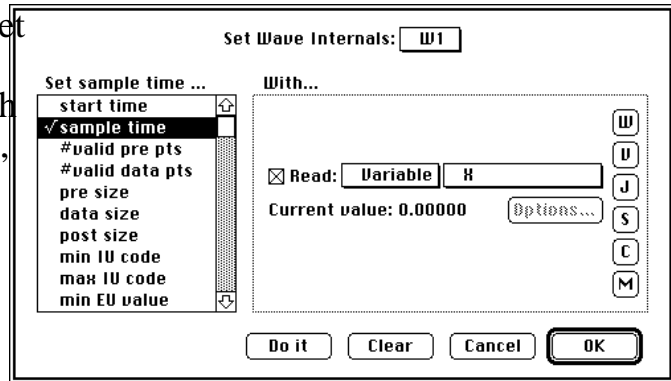 et
h
,
Set Wave Internals: W1
Set sample time ...
start time
√ sample time
#valid pre pts
#valid data pts
pre size
data size
post size
min IU code
max IU code
min EU value
With...
Read: Variable X
Current value: 0.00000 Options...
W
V
J
S
C
M
Do it Clear Cancel OK